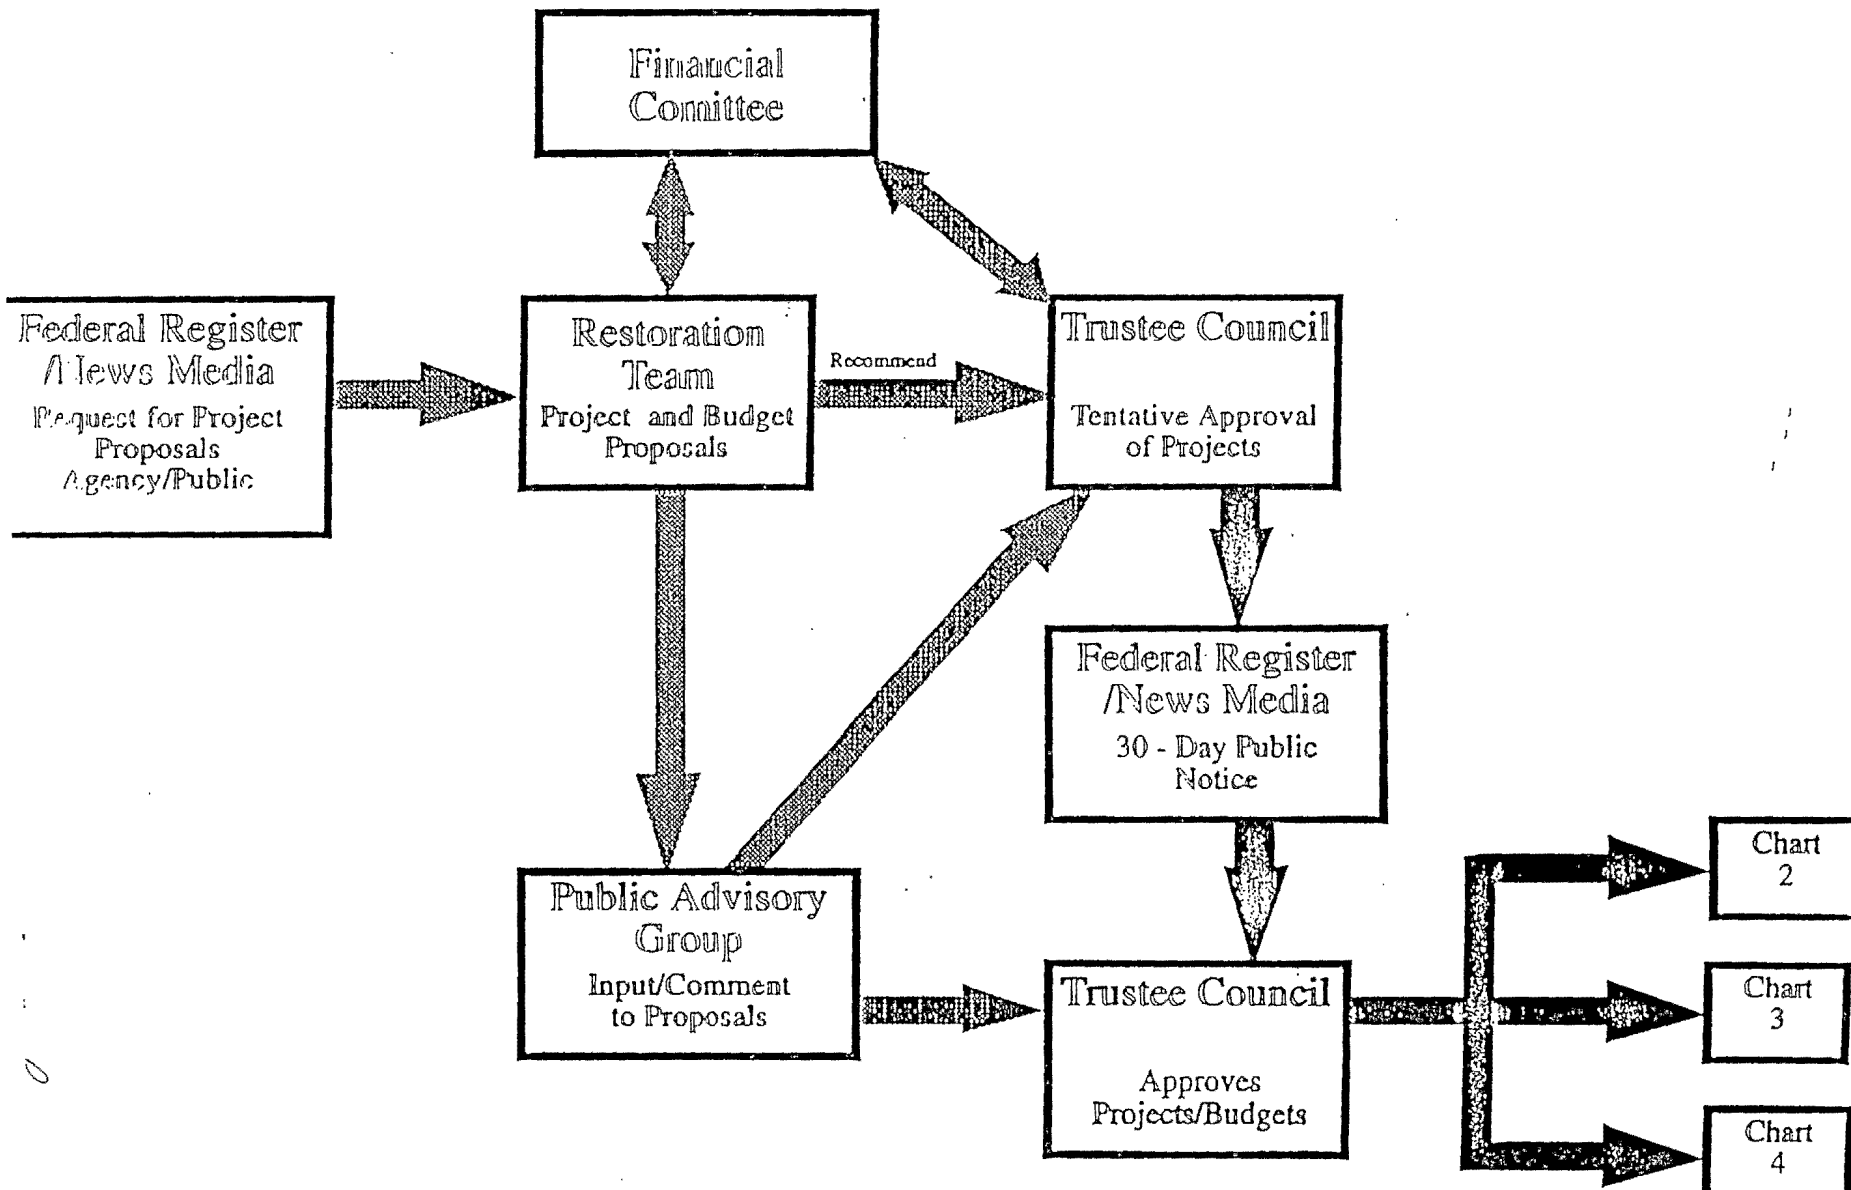 Financial
Comittee
Federal Register
/News Media
Request for Project
Proposals
Agency/Public
Restoration
Team
Project and Budget
Proposals
Recommend
Trustee Council
Tentative Approval
of Projects
Federal Register
/News Media
30 - Day Public
Notice
Public Advisory
Group
Input/Comment
to Proposals
Trustee Council
Approves
Projects/Budgets
Chart
2
Chart
3
Chart
4